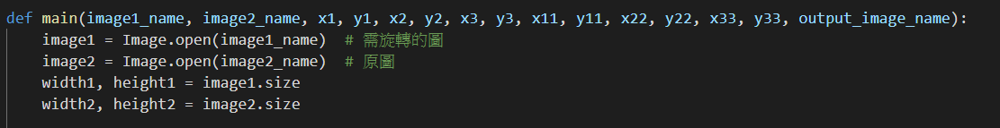 def main(image1_name, image2_name, x1, y1, x2, y2, x3, y3, x11, y11, x22, y22, x33, y33, output_image_name):
    image1 = Image.open(image1_name)  # 需旋轉的圖
    image2 = Image.open(image2_name)  # 原圖
    width1, height1 = image1.size
    width2, height2 = image2.size